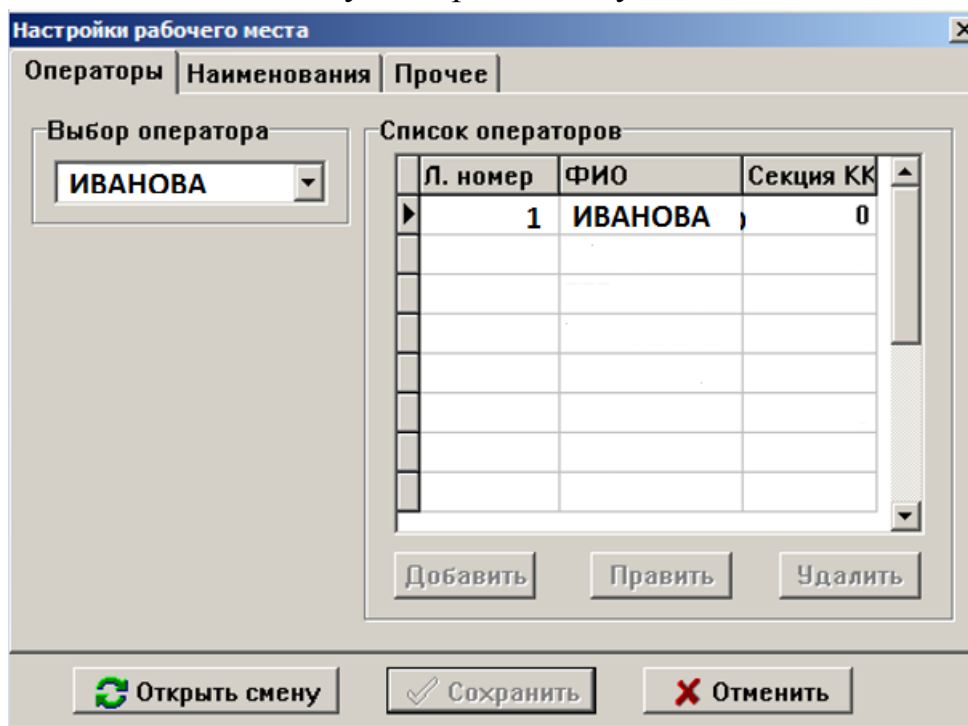 Настройки рабочего места
Операторы Наименования Прочее
Выбор оператора
ИВАНОВА
Список операторов
Л. номер ФИО Секция КК
1 ИВАНОВА 0
Добавить Править Удалить
Открыть смену Сохранить Отменить